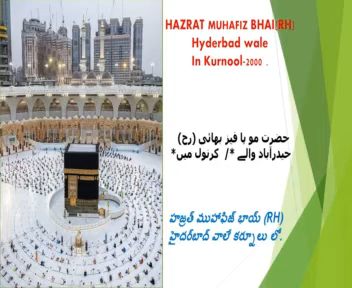 HAZRAT MUHAFIZ BHAI(RH)
Hyderbad wale
In Kurnool-2000 .
حضرت مو یا فیز بھائی (رح)
حیدرآباد والے */ کرنول میں*
హజ్రత్ ముహాఫీజ్ భాయ్ (RH)
హైదర్‌బాద్ వాలే కర్నూలు లో.